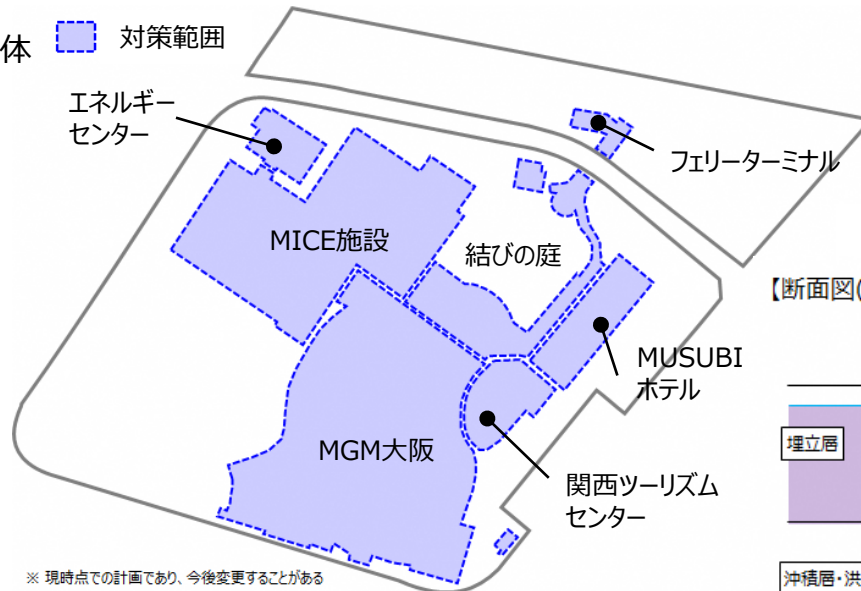 体
対策範囲
エネルギー
センター
フェリーターミナル
MICE施設
結びの庭
【断面図(
MUSUBI
ホテル
MGM大阪
埋立層
関西ツーリズム
センター
※ 現時点での計画であり、今後変更することがある
沖積層・洪